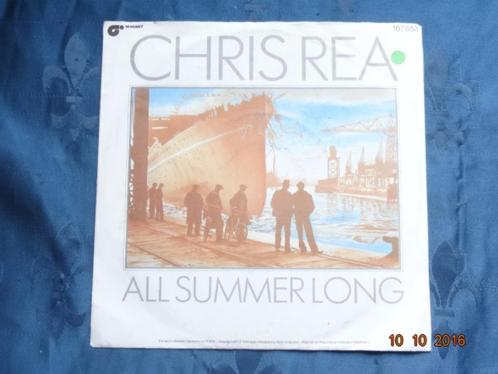 MAGNET
107 653
CHRIS REA
ALL SUMMER LONG
10 10 2016